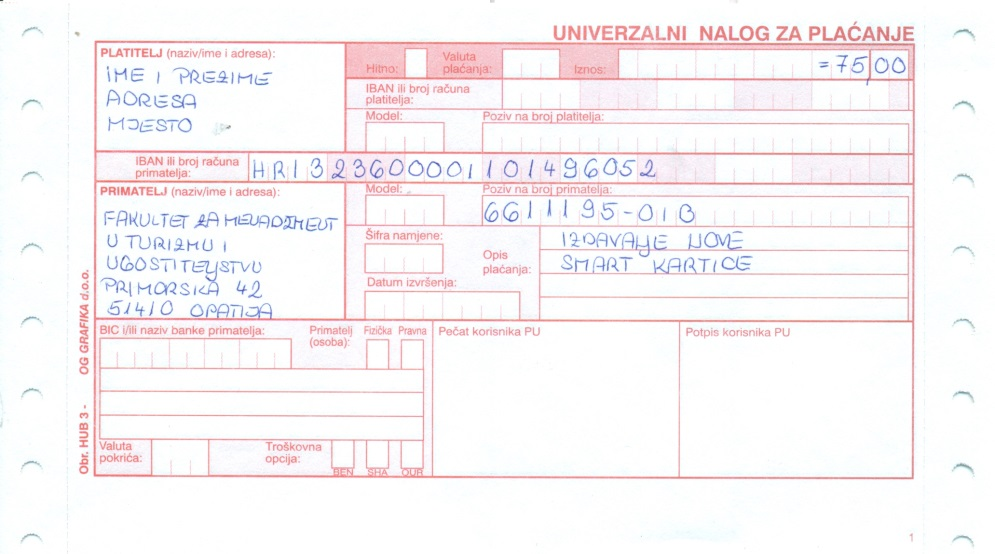 UNIVERZALNI NALOG ZA PLAĆANJE
PLATITELJ (naziv/ime i adresa):
IME I PREZIME
ADRESA
MJESTO
Hitno:
Valuta plaćanja:
Iznos:
=75,00
IBAN ili broj računa platitelja:
Model:
Poziv na broj platitelja:
IBAN ili broj računa primatelja:
HR1323600001101496052
PRIMATELJ (naziv/ime i adresa):
FAKULTET ZA MENADŽMENT
U TURIZMU I
UGOSTITELJSTVU
PRIMORSKA 42
51410 OPATIJA
Model:
Poziv na broj primatelja:
6611195-013
Šifra namjene:
Opis plaćanja:
IZDAVANJE NOVE
SMART KARTICE
Datum izvršenja:
BIC i/ili naziv banke primatelja:
Primatelj (osoba):
Fizička
Pravna
Pečat korisnika PU
Potpis korisnika PU
Valuta pokrića:
Troškovna opcija:
BEN
SHA
OUR
Obr. HUB 3 - OG GRAFIKA d.o.o.
1